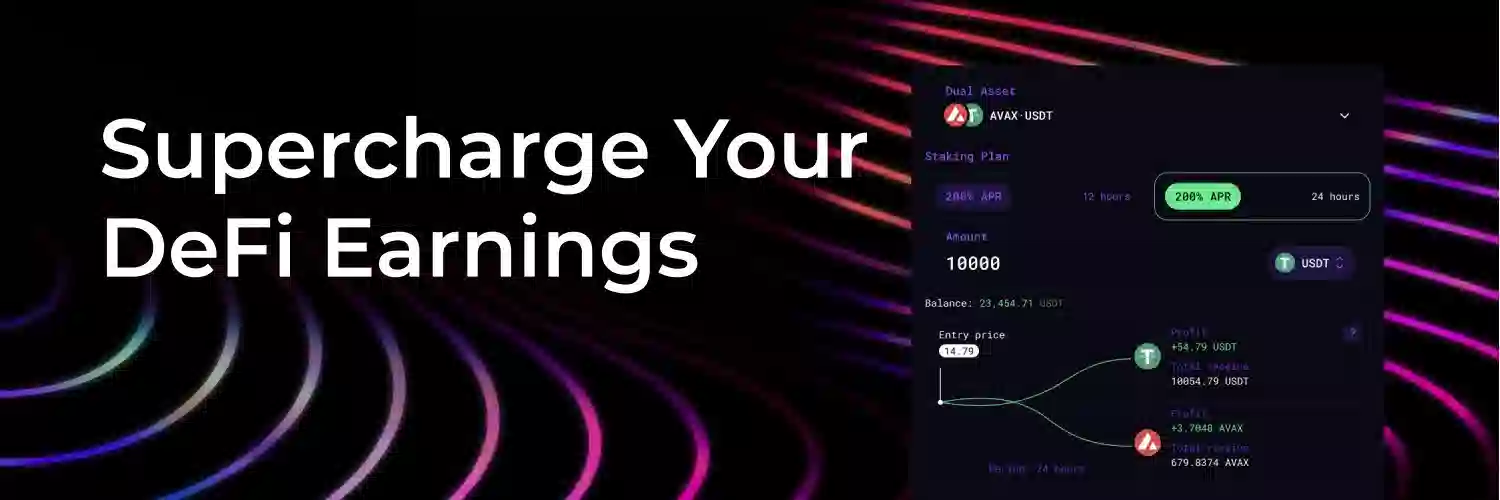 Supercharge Your
DeFi Earnings
Dual Asset
AVAX·USDT
Staking Plan
200% APR
12 hours
200% APR
24 hours
Amount
10000
USDT
Balance: 23,454.71 USDT
Entry price
14.79
Profit
?
+54.79 USDT
Total receive
10054.79 USDT
Profit
+3.7048 AVAX
Total receive
679.8374 AVAX
Period: 24 hours